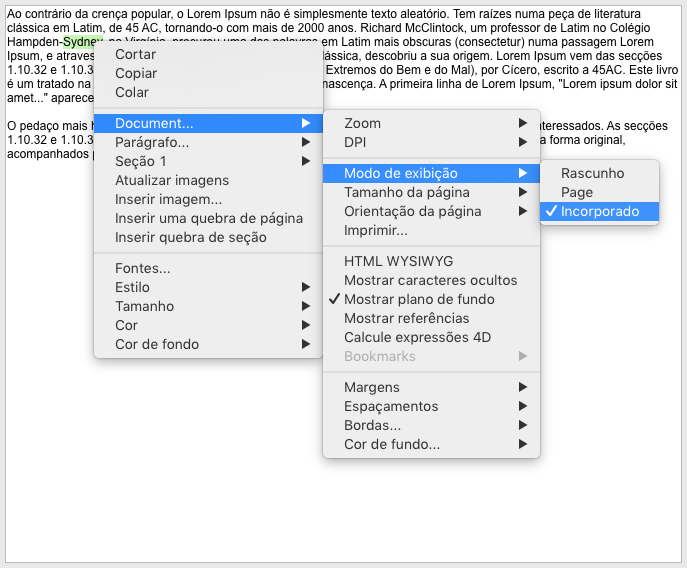 Ao contrário da crença popular, o Lorem Ipsum não é simplesmente texto aleatório. Tem raízes numa peça de literatura
clássica em Latim, de 45 AC, tornando-o com mais de 2000 anos. Richard McClintock, um professor de Latim no Colégio
Hampden-Sydney, na Virgínia, procurou uma das palavras em Latim mais obscuras (consectetur) numa passagem Lorem
Ipsum, e atraves lássica, descobriu a sua origem. Lorem Ipsum vem das secções
1.10.32 e 1.10.3 Extremos do Bem e do Mal), por Cícero, escrito a 45AC. Este livro
é um tratado na nascença. A primeira linha de Lorem Ipsum, "Lorem ipsum dolor sit
amet..." aparece
O pedaço mais h nteressados. As secções
1.10.32 e 1.10.3 a forma original,
acompanhados p
Cortar
Copiar
Colar
Document...
Parágrafo...
Seção 1
Atualizar imagens
Inserir imagem...
Inserir uma quebra de página
Inserir quebra de seção
Fontes...
Estilo
Tamanho
Cor
Cor de fondo
Zoom
DPI
Modo de exibição
Tamanho da página
Orientação da página
Imprimir...
HTML WYSIWYG
Mostrar caracteres ocultos
Mostrar plano de fundo
Mostrar referências
Calcule expressões 4D
Bookmarks
Margens
Espaçamentos
Bordas...
Cor de fundo...
Rascunho
Page
Incorporado